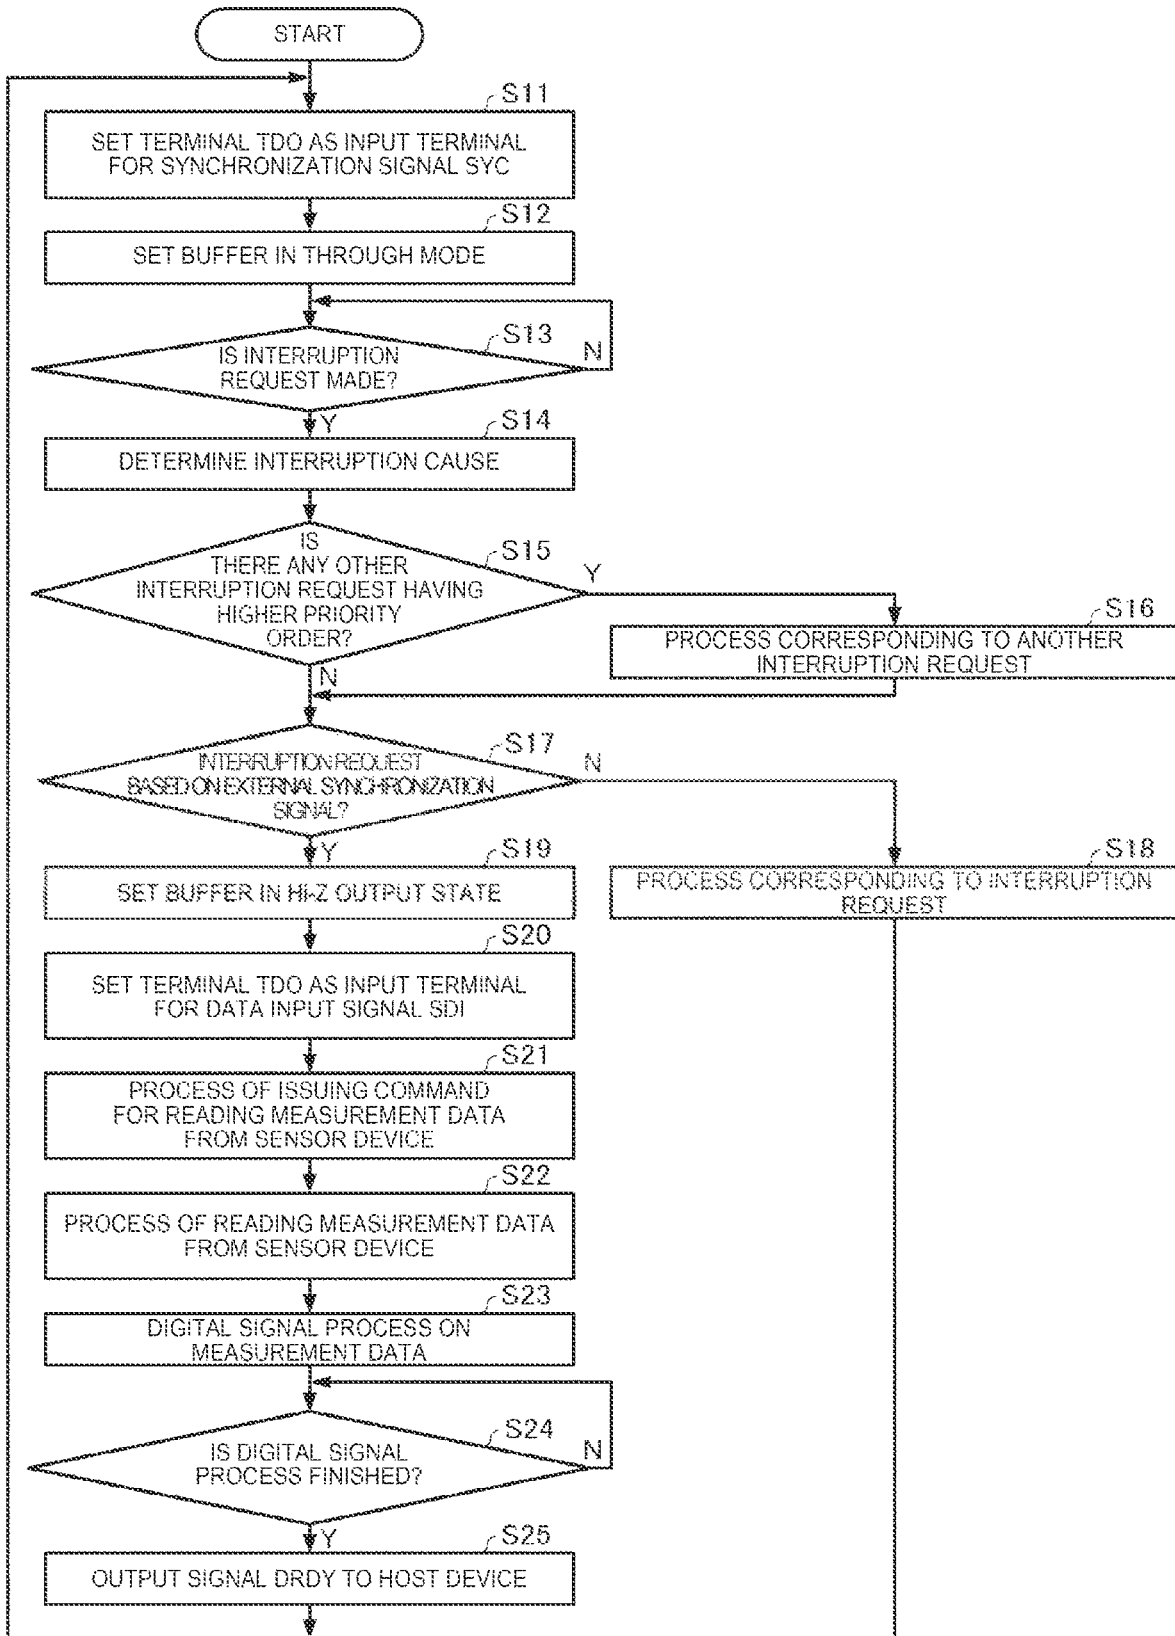 START
S11
SET TERMINAL TDO AS INPUT TERMINAL
FOR SYNCHRONIZATION SIGNAL SYC
S12
SET BUFFER IN THROUGH MODE
S13
IS INTERRUPTION
REQUEST MADE?
N
Y
S14
DETERMINE INTERRUPTION CAUSE
S15
IS
THERE ANY OTHER
INTERRUPTION REQUEST HAVING
HIGHER PRIORITY
ORDER?
Y
N
S16
PROCESS CORRESPONDING TO ANOTHER
INTERRUPTION REQUEST
S17
INTERRUPTION REQUEST
BASED ON EXTERNAL SYNCHRONIZATION
SIGNAL?
N
Y
S18
PROCESS CORRESPONDING TO INTERRUPTION
REQUEST
S19
SET BUFFER IN HI-Z OUTPUT STATE
S20
SET TERMINAL TDO AS INPUT TERMINAL
FOR DATA INPUT SIGNAL SDI
S21
PROCESS OF ISSUING COMMAND
FOR READING MEASUREMENT DATA
FROM SENSOR DEVICE
S22
PROCESS OF READING MEASUREMENT DATA
FROM SENSOR DEVICE
S23
DIGITAL SIGNAL PROCESS ON
MEASUREMENT DATA
S24
IS DIGITAL SIGNAL
PROCESS FINISHED?
N
Y
S25
OUTPUT SIGNAL DRDY TO HOST DEVICE